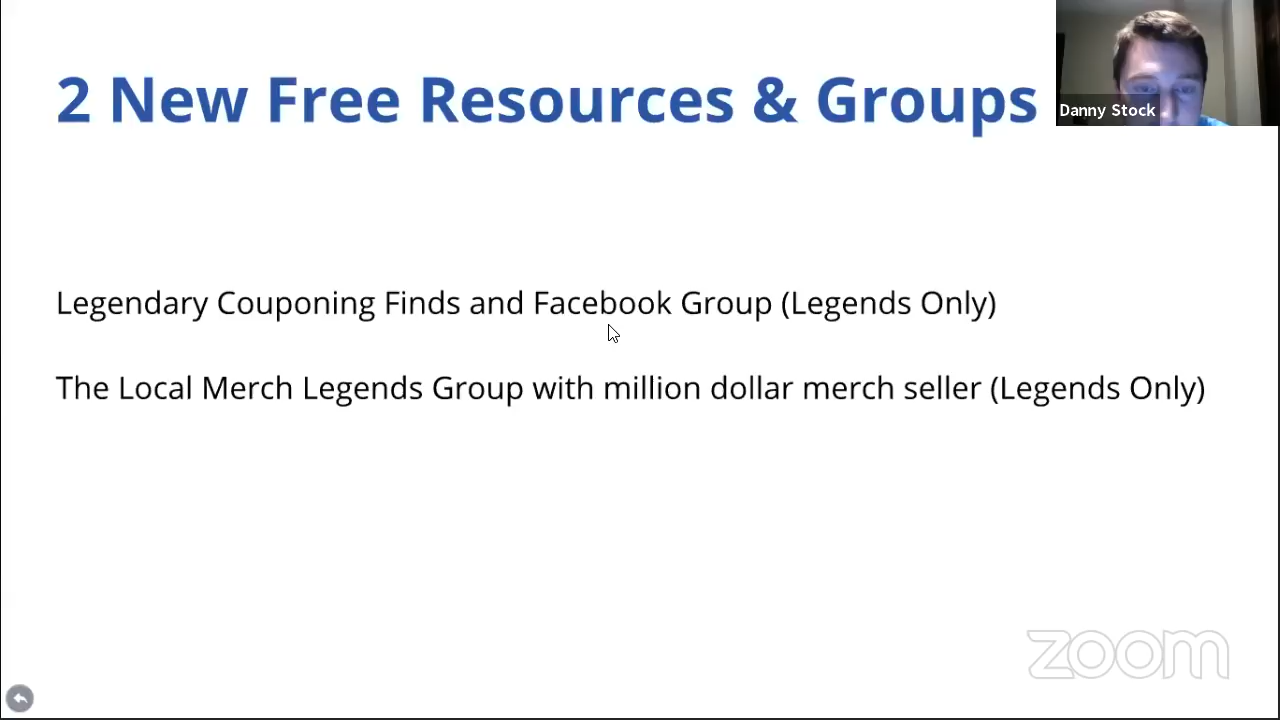 2 New Free Resources & Groups
Danny Stock
Legendary Couponing Finds and Facebook Group (Legends Only)
The Local Merch Legends Group with million dollar merch seller (Legends Only)
zoom